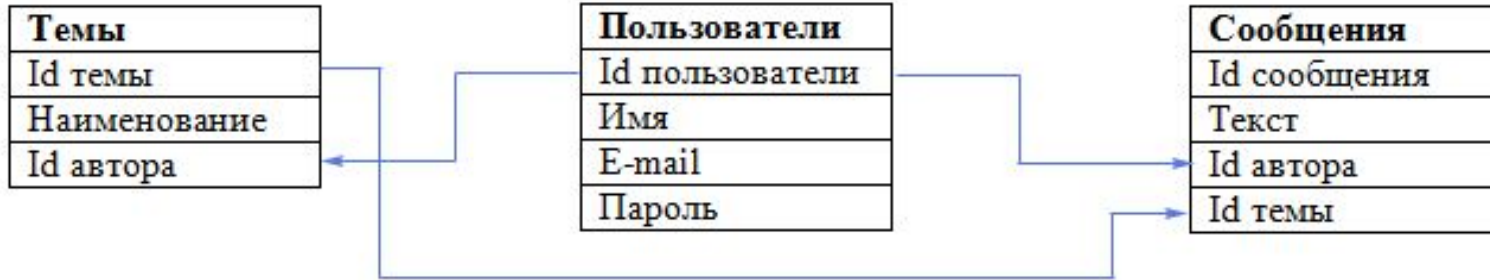 Темы
Id темы
Наименование
Id автора
Пользователи
Id пользователи
Имя
E-mail
Пароль
Сообщения
Id сообщения
Текст
Id автора
Id темы